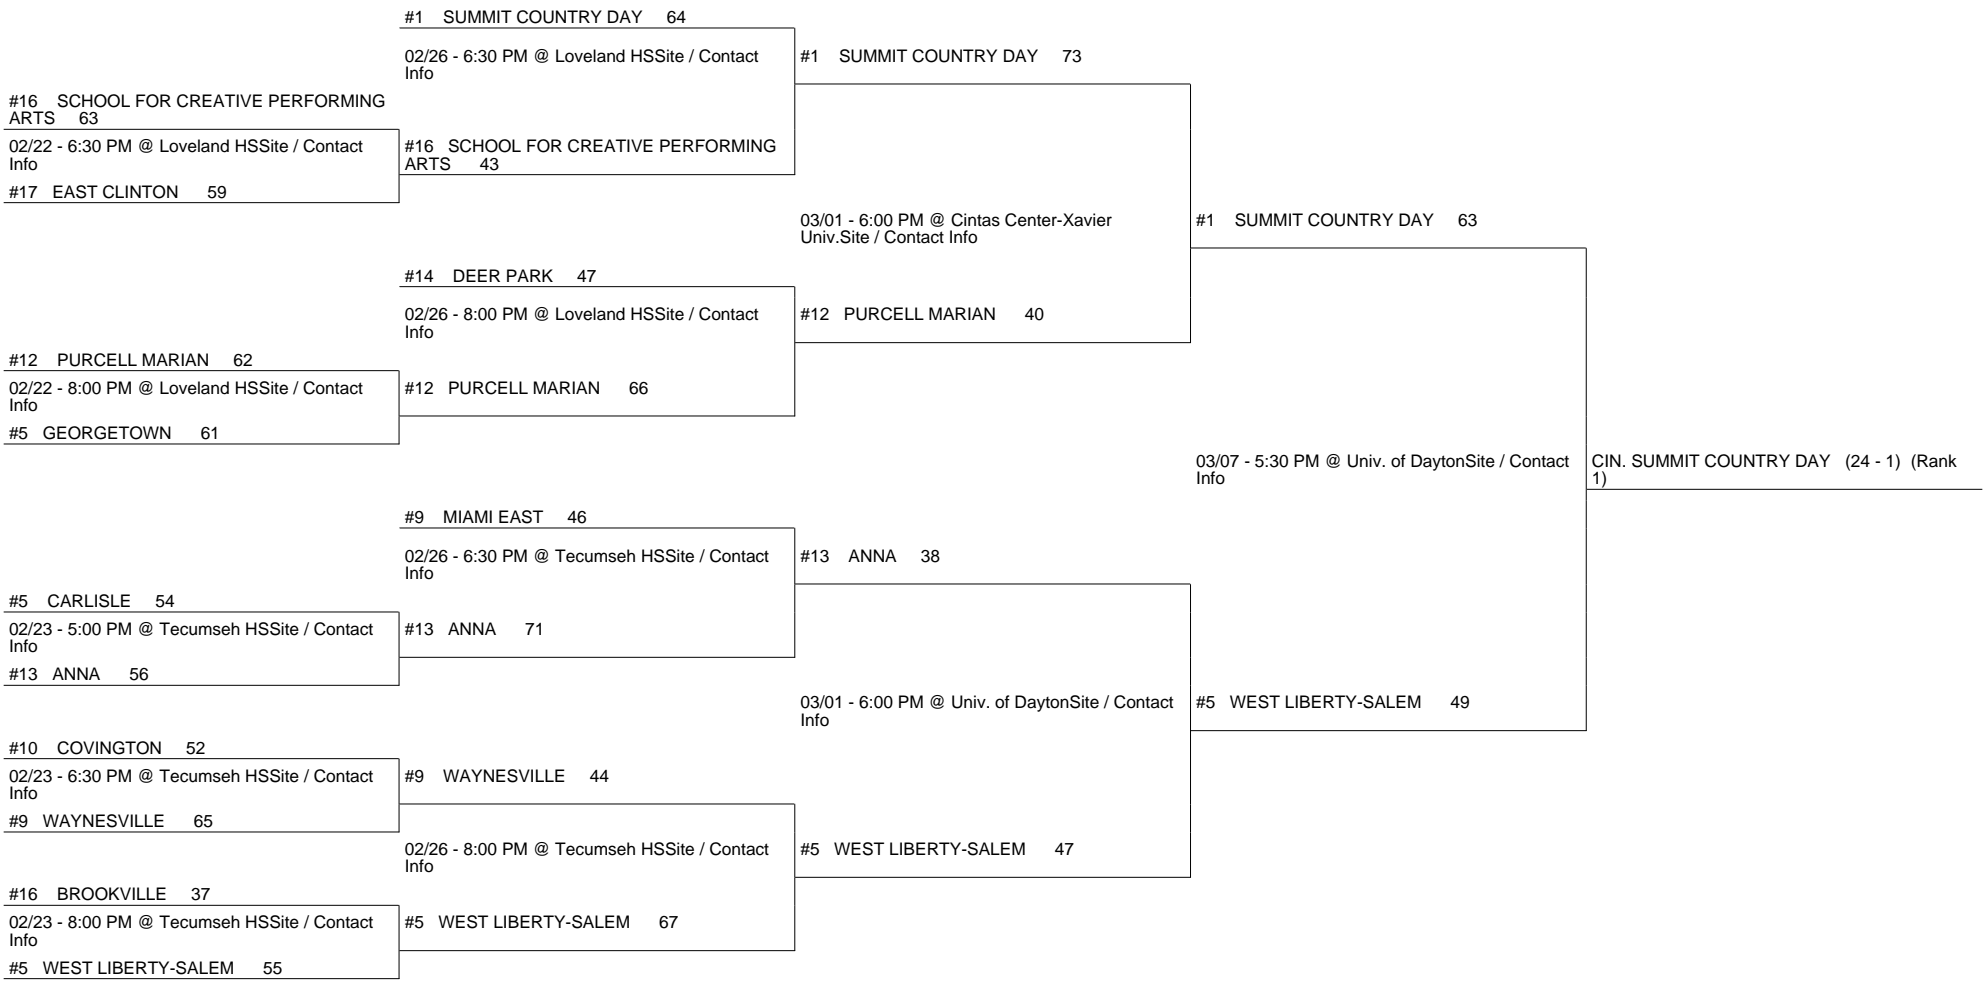 #1 SUMMIT COUNTRY DAY 64
02/26 - 6:30 PM @ Loveland HSSite / Contact
Info
#1 SUMMIT COUNTRY DAY 73
#16 SCHOOL FOR CREATIVE PERFORMING
ARTS 63
02/22 - 6:30 PM @ Loveland HSSite / Contact
Info
#16 SCHOOL FOR CREATIVE PERFORMING
ARTS 43
#17 EAST CLINTON 59
03/01 - 6:00 PM @ Cintas Center-Xavier
Univ.Site / Contact Info
#1 SUMMIT COUNTRY DAY 63
#14 DEER PARK 47
02/26 - 8:00 PM @ Loveland HSSite / Contact
Info
#12 PURCELL MARIAN 40
#12 PURCELL MARIAN 62
02/22 - 8:00 PM @ Loveland HSSite / Contact
Info
#12 PURCELL MARIAN 66
#5 GEORGETOWN 61
03/07 - 5:30 PM @ Univ. of DaytonSite / Contact
Info
CIN. SUMMIT COUNTRY DAY (24 - 1) (Rank
1)
#9 MIAMI EAST 46
02/26 - 6:30 PM @ Tecumseh HSSite / Contact
Info
#13 ANNA 38
#5 CARLISLE 54
02/23 - 5:00 PM @ Tecumseh HSSite / Contact
Info
#13 ANNA 71
#13 ANNA 56
03/01 - 6:00 PM @ Univ. of DaytonSite / Contact
Info
#5 WEST LIBERTY-SALEM 49
#10 COVINGTON 52
02/23 - 6:30 PM @ Tecumseh HSSite / Contact
Info
#9 WAYNESVILLE 44
#9 WAYNESVILLE 65
02/26 - 8:00 PM @ Tecumseh HSSite / Contact
Info
#5 WEST LIBERTY-SALEM 47
#16 BROOKVILLE 37
02/23 - 8:00 PM @ Tecumseh HSSite / Contact
Info
#5 WEST LIBERTY-SALEM 67
#5 WEST LIBERTY-SALEM 55